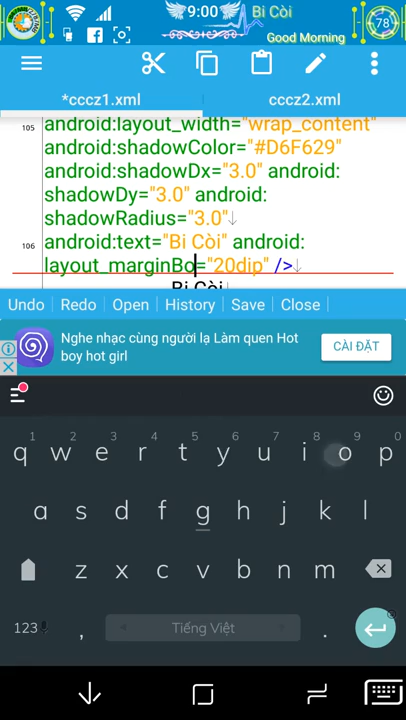 9:00
Bi Còi
Good Morning
78
*cccz1.xml
cccz2.xml
105
android:layout_width="wrap_content"
android:shadowColor="#D6F629"
android:shadowDx="3.0" android:
shadowDy="3.0" android:
shadowRadius="3.0"↓
106
android:text="Bi Còi" android:
layout_marginBo="20dip" />↓
Bi Còi↓
Undo Redo Open History Save Close
Nghe nhạc cùng người lạ Làm quen Hot
boy hot girl
CÀI ĐẶT
1 2 3 4 5 6 7 8 9 0
q w e r t y u i o p
a s d f g h j k l
z x c v b n m
123 , Tiếng Việt .